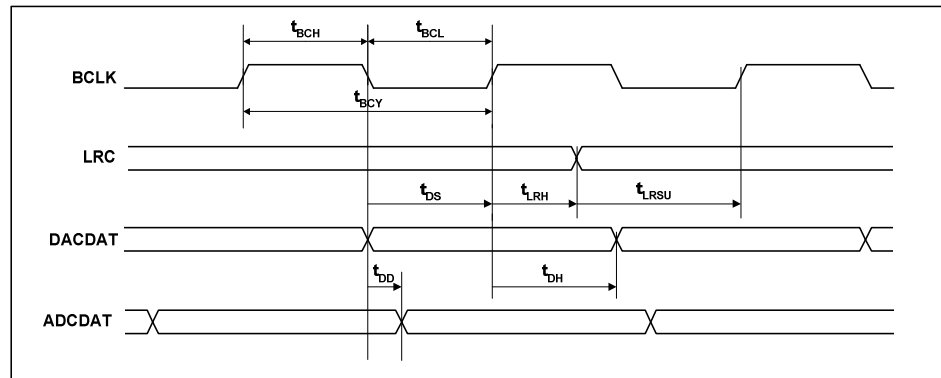 tBCH tBCL
BCLK
tBCY
LRC
tDS tLRH tLRSU
DACDAT
tDD tDH
ADCDAT